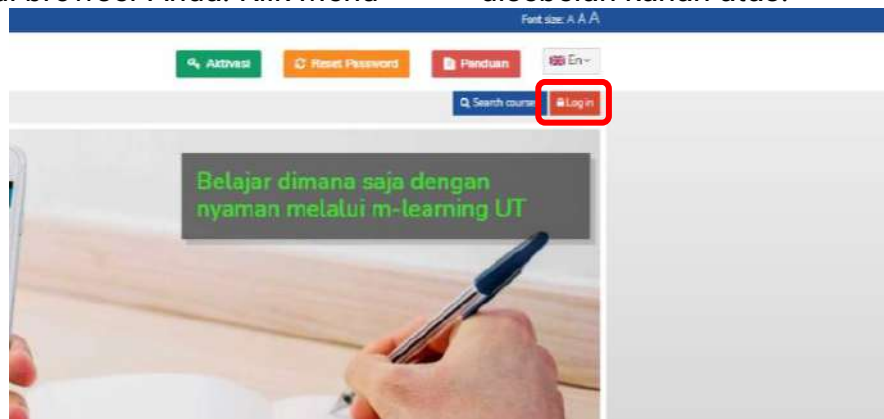 Font size: A A A
Aktivasi Reset Password Panduan En
Search course Log in
Belajar dimana saja dengan
nyaman melalui m-learning UT